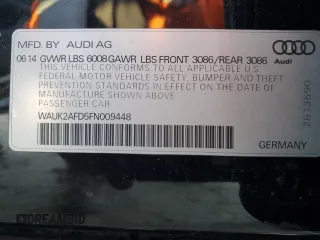 MFD. BY AUDI AG
06 14 GVWR LBS 6008 GAWR LBS FRONT 3086/REAR 3086
THIS VEHICLE CONFORMS TO ALL APPLICABLE U.S.
FEDERAL MOTOR VEHICLE SAFETY, BUMPER AND THEFT
PREVENTION STANDARDS IN EFFECT ON THE DATE OF
MANUFACTURE SHOWN ABOVE.
PASSENGER CAR
WAUK2AFD5FN009448
GERMANY
Audi
DREAMBID